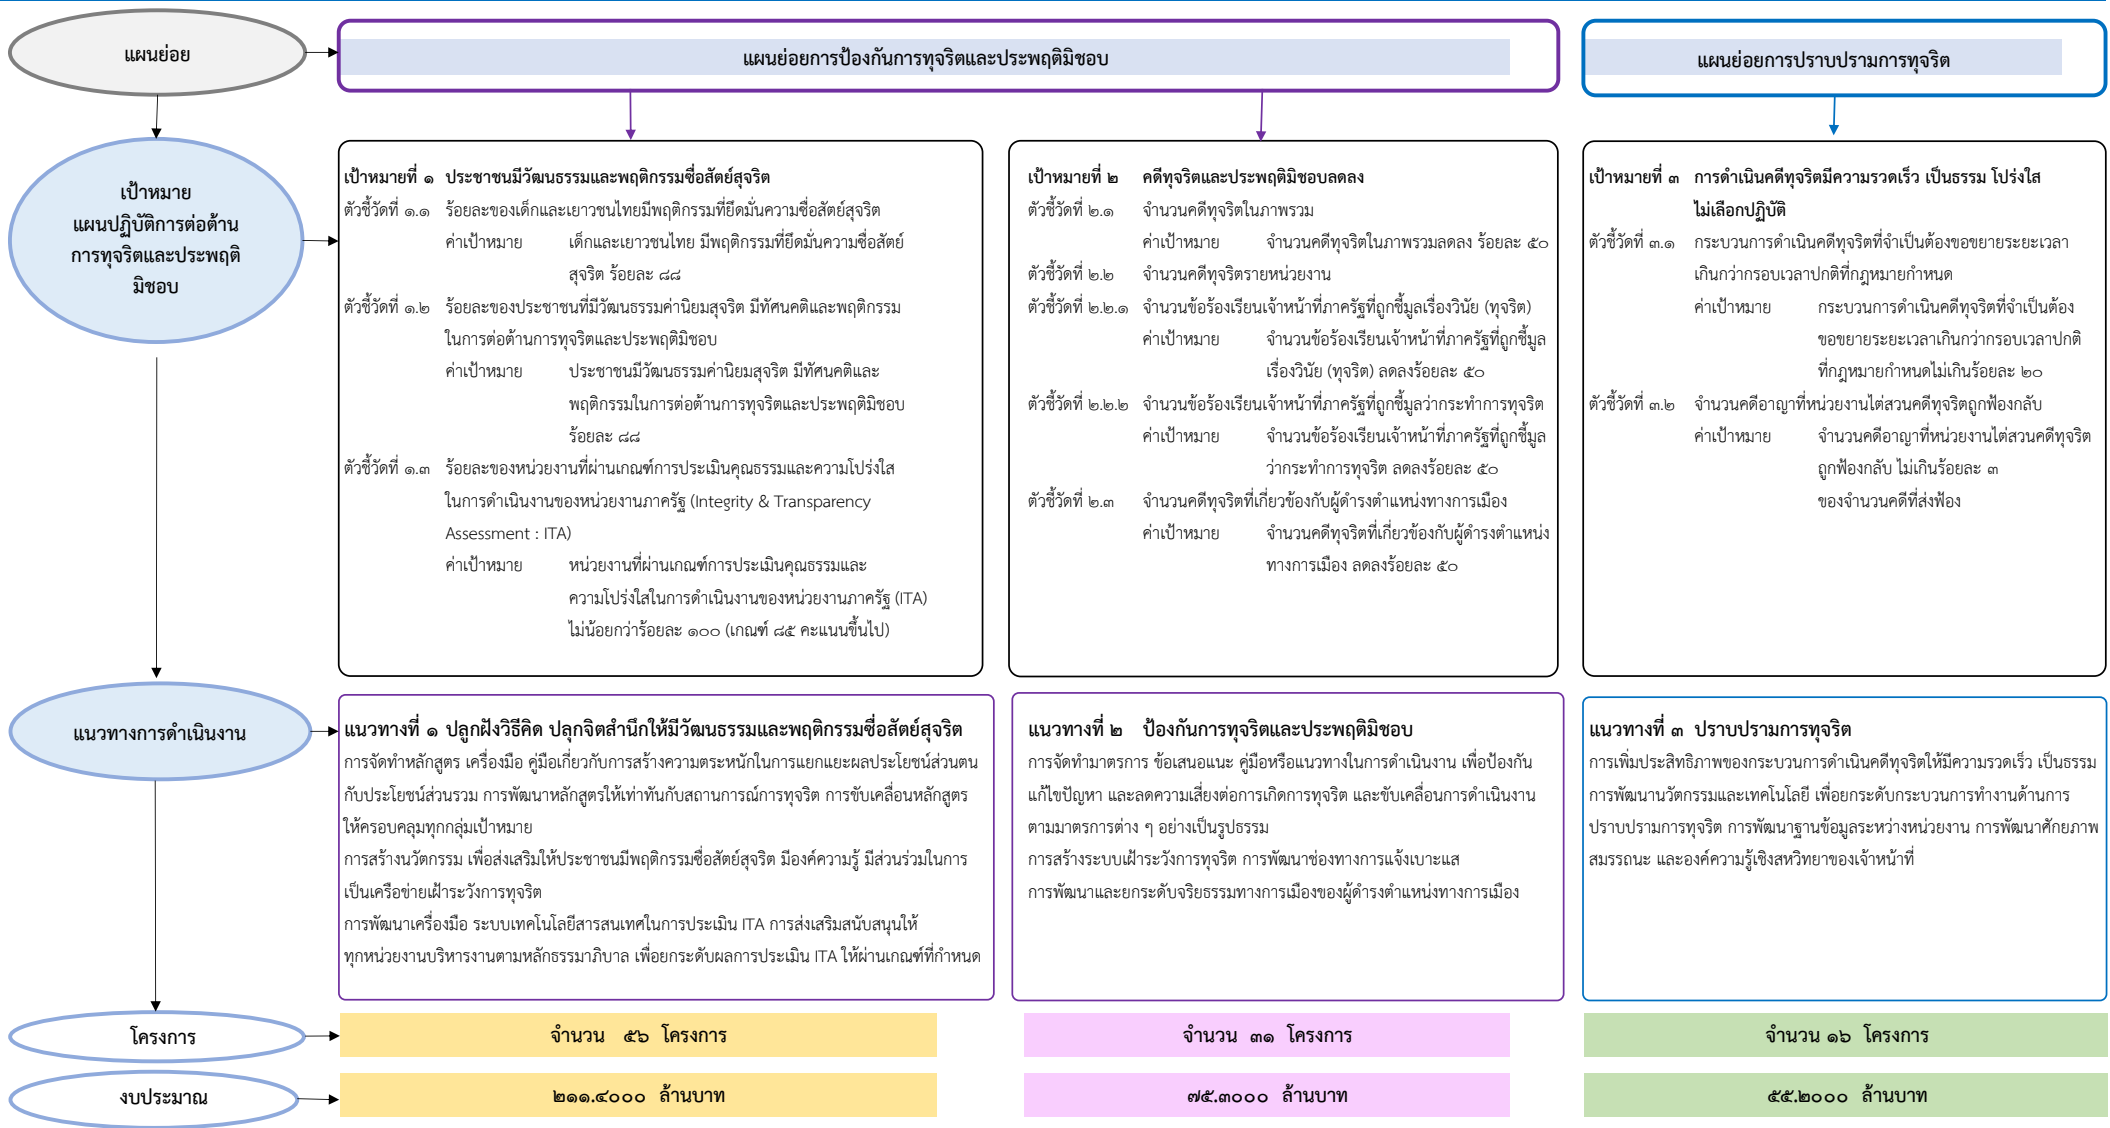 แผนย่อย
แผนย่อยการป้องกันการทุจริตและประพฤติมิชอบ
แผนย่อยการปราบปรามการทุจริต
เป้าหมาย
แผนปฏิบัติการต่อต้าน
การทุจริตและประพฤติ
มิชอบ
เป้าหมายที่ ๑ ประชาชนมีวัฒนธรรมและพฤติกรรมซื่อสัตย์สุจริต
ตัวชี้วัดที่ ๑.๑ ร้อยละของเด็กและเยาวชนไทยมีพฤติกรรมที่ยึดมั่นความซื่อสัตย์สุจริต
ค่าเป้าหมาย เด็กและเยาวชนไทย มีพฤติกรรมที่ยึดมั่นความซื่อสัตย์
สุจริต ร้อยละ ๘๘
ตัวชี้วัดที่ ๑.๒ ร้อยละของประชาชนที่มีวัฒนธรรมค่านิยมสุจริต มีทัศนคติและพฤติกรรม
ในการต่อต้านการทุจริตและประพฤติมิชอบ
ค่าเป้าหมาย ประชาชนมีวัฒนธรรมค่านิยมสุจริต มีทัศนคติและ
พฤติกรรมในการต่อต้านการทุจริตและประพฤติมิชอบ
ร้อยละ ๘๘
ตัวชี้วัดที่ ๑.๓ ร้อยละของหน่วยงานที่ผ่านเกณฑ์การประเมินคุณธรรมและความโปร่งใส
ในการดำเนินงานของหน่วยงานภาครัฐ (Integrity & Transparency
Assessment : ITA)
ค่าเป้าหมาย หน่วยงานที่ผ่านเกณฑ์การประเมินคุณธรรมและ
ความโปร่งใสในการดำเนินงานของหน่วยงานภาครัฐ (ITA)
ไม่น้อยกว่าร้อยละ ๑๐๐ (เกณฑ์ ๘๕ คะแนนขึ้นไป)
เป้าหมายที่ ๒ คดีทุจริตและประพฤติมิชอบลดลง
ตัวชี้วัดที่ ๒.๑ จำนวนคดีทุจริตในภาพรวม
ค่าเป้าหมาย จำนวนคดีทุจริตในภาพรวมลดลง ร้อยละ ๕๐
ตัวชี้วัดที่ ๒.๒ จำนวนคดีทุจริตรายหน่วยงาน
ตัวชี้วัดที่ ๒.๒.๑ จำนวนข้อร้องเรียนเจ้าหน้าที่ภาครัฐที่ถูกชี้มูลเรื่องวินัย (ทุจริต)
ค่าเป้าหมาย จำนวนข้อร้องเรียนเจ้าหน้าที่ภาครัฐที่ถูกชี้มูล
เรื่องวินัย (ทุจริต) ลดลงร้อยละ ๕๐
ตัวชี้วัดที่ ๒.๒.๒ จำนวนข้อร้องเรียนเจ้าหน้าที่ภาครัฐที่ถูกชี้มูลว่ากระทำการทุจริต
ค่าเป้าหมาย จำนวนข้อร้องเรียนเจ้าหน้าที่ภาครัฐที่ถูกชี้มูล
ว่ากระทำการทุจริต ลดลงร้อยละ ๕๐
ตัวชี้วัดที่ ๒.๓ จำนวนคดีทุจริตที่เกี่ยวข้องกับผู้ดำรงตำแหน่งทางการเมือง
ค่าเป้าหมาย จำนวนคดีทุจริตที่เกี่ยวข้องกับผู้ดำรงตำแหน่ง
ทางการเมือง ลดลงร้อยละ ๕๐
เป้าหมายที่ ๓ การดำเนินคดีทุจริตมีความรวดเร็ว เป็นธรรม โปร่งใส
ไม่เลือกปฏิบัติ
ตัวชี้วัดที่ ๓.๑ กระบวนการดำเนินคดีทุจริตที่จำเป็นต้องขอขยายระยะเวลา
เกินกว่ากรอบเวลาปกติที่กฎหมายกำหนด
ค่าเป้าหมาย กระบวนการดำเนินคดีทุจริตที่จำเป็นต้อง
ขอขยายระยะเวลาเกินกว่ากรอบเวลาปกติ
ที่กฎหมายกำหนดไม่เกินร้อยละ ๒๐
ตัวชี้วัดที่ ๓.๒ จำนวนคดีอาญาที่หน่วยงานไต่สวนคดีทุจริตถูกฟ้องกลับ
ค่าเป้าหมาย จำนวนคดีอาญาที่หน่วยงานไต่สวนคดีทุจริต
ถูกฟ้องกลับ ไม่เกินร้อยละ ๓
ของจำนวนคดีที่ส่งฟ้อง
แนวทางการดำเนินงาน
แนวทางที่ ๑ ปลูกฝังวิธีคิด ปลุกจิตสำนึกให้มีวัฒนธรรมและพฤติกรรมซื่อสัตย์สุจริต
การจัดทำหลักสูตร เครื่องมือ คู่มือเกี่ยวกับการสร้างความตระหนักในการแยกแยะผลประโยชน์ส่วนตน
กับประโยชน์ส่วนรวม การพัฒนาหลักสูตรให้เท่าทันกับสถานการณ์การทุจริต การขับเคลื่อนหลักสูตร
ให้ครอบคลุมทุกกลุ่มเป้าหมาย
การสร้างนวัตกรรม เพื่อส่งเสริมให้ประชาชนมีพฤติกรรมซื่อสัตย์สุจริต มีองค์ความรู้ มีส่วนร่วมในการ
เป็นเครือข่ายเฝ้าระวังการทุจริต
การพัฒนาเครื่องมือ ระบบเทคโนโลยีสารสนเทศในการประเมิน ITA การส่งเสริมสนับสนุนให้
ทุกหน่วยงานบริหารงานตามหลักธรรมาภิบาล เพื่อยกระดับผลการประเมิน ITA ให้ผ่านเกณฑ์ที่กำหนด
แนวทางที่ ๒ ป้องกันการทุจริตและประพฤติมิชอบ
การจัดทำมาตรการ ข้อเสนอแนะ คู่มือหรือแนวทางในการดำเนินงาน เพื่อป้องกัน
แก้ไขปัญหา และลดความเสี่ยงต่อการเกิดการทุจริต และขับเคลื่อนการดำเนินงาน
ตามมาตรการต่าง ๆ อย่างเป็นรูปธรรม
การสร้างระบบเฝ้าระวังการทุจริต การพัฒนาช่องทางการแจ้งเบาะแส
การพัฒนาและยกระดับจริยธรรมทางการเมืองของผู้ดำรงตำแหน่งทางการเมือง
แนวทางที่ ๓ ปราบปรามการทุจริต
การเพิ่มประสิทธิภาพของกระบวนการดำเนินคดีทุจริตให้มีความรวดเร็ว เป็นธรรม
การพัฒนานวัตกรรมและเทคโนโลยี เพื่อยกระดับกระบวนการทำงานด้านการ
ปราบปรามการทุจริต การพัฒนาฐานข้อมูลระหว่างหน่วยงาน การพัฒนาศักยภาพ
สมรรถนะ และองค์ความรู้เชิงสหวิทยาของเจ้าหน้าที่
โครงการ
จำนวน ๕๖ โครงการ
จำนวน ๓๑ โครงการ
จำนวน ๑๖ โครงการ
งบประมาณ
๒๑๑.๔๐๐๐ ล้านบาท
๗๕.๓๐๐๐ ล้านบาท
๕๕.๒๐๐๐ ล้านบาท